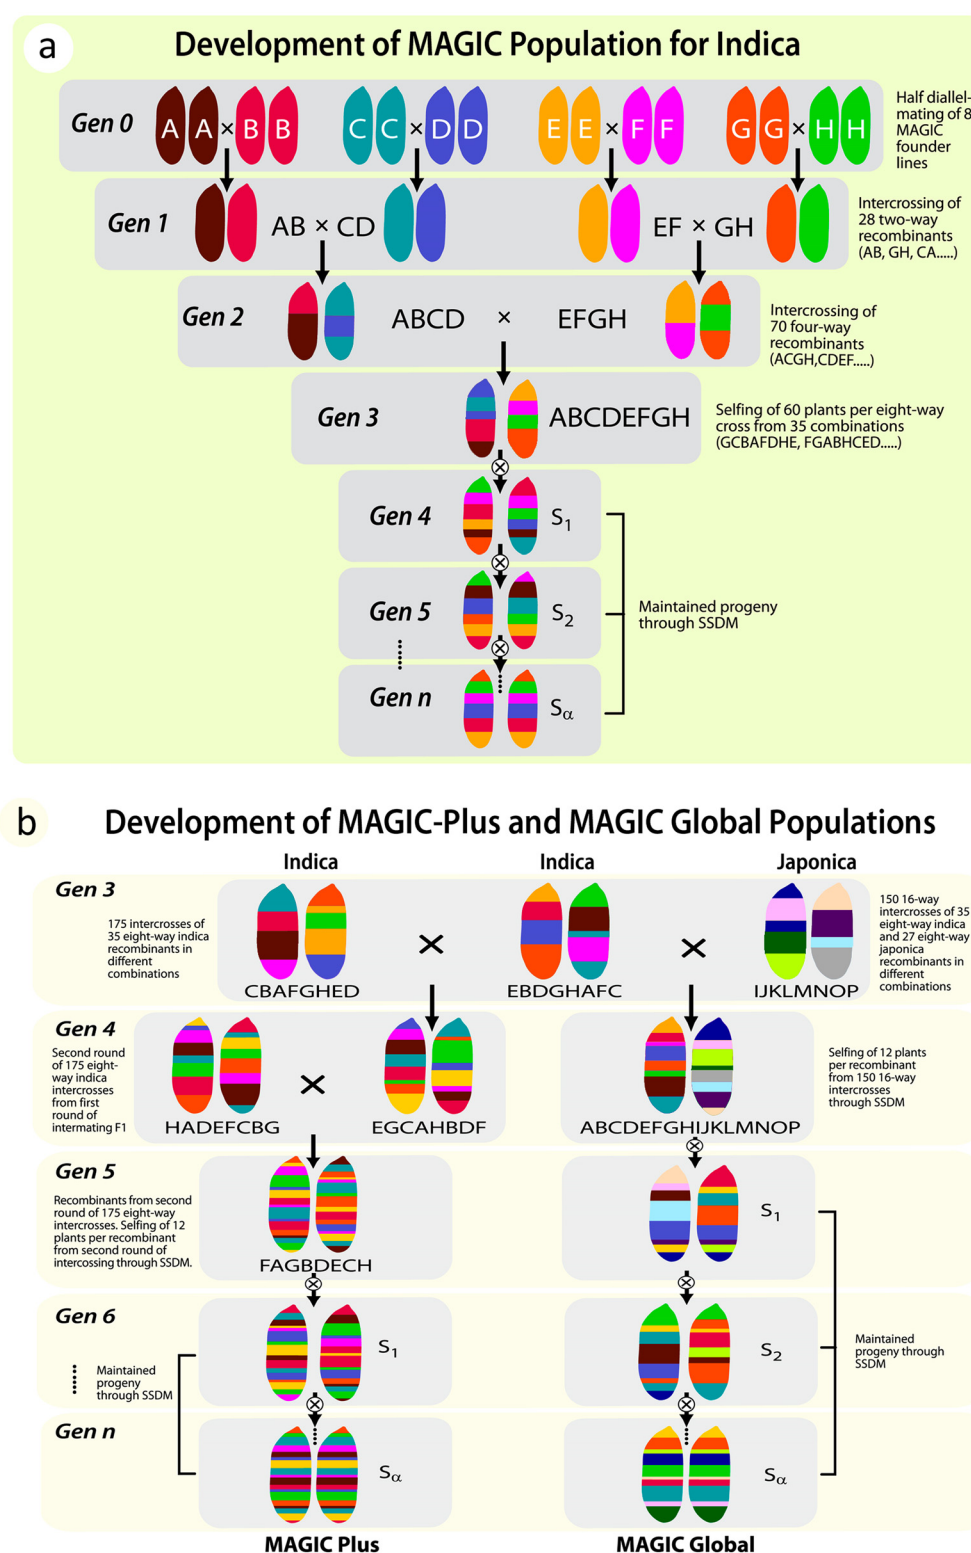 a
Development of MAGIC Population for Indica
Gen 0
A A × B B
C C × D D
E E × F F
G G × H H
Half diallel-
mating of 8
MAGIC
founder
lines
Gen 1
AB × CD
EF × GH
Intercrossing of
28 two-way
recombinants
(AB, GH, CA.....)
Gen 2
ABCD × EFGH
Intercrossing of
70 four-way
recombinants
(ACGH,CDEF.....)
Gen 3
ABCDEFGH
Selfing of 60 plants per eight-way
cross from 35 combinations
(GCBAFDHE, FGABHCED.....)
Gen 4
S1
Gen 5
S2
Maintained progeny
through SSDM
Gen n
Sα
b
Development of MAGIC-Plus and MAGIC Global Populations
Indica
Indica
Japonica
Gen 3
175 intercrosses of
35 eight-way indica
recombinants in
different
combinations
CBAFGHED
EBDGHAFC
IJKLMNOP
150 16-way
intercrosses of 35
eight-way indica
and 27 eight-way
japonica
recombinants in
different
combinations
Gen 4
Second round
of 175 eight-
way indica
intercrosses
from first
round of
intermating F1
HADEFCBG
EGCAHBDF
ABCDEFGHIJKLMNOP
Selfing of 12 plants
per recombinant
from 150 16-way
intercrosses
through SSDM
Gen 5
Recombinants from second
round of 175 eight-way
intercrosses. Selfing of 12
plants per recombinant
from second round of
intercossing through SSDM.
FAGBDECH
S1
Gen 6
Maintained
progeny
through SSDM
S1
S2
Maintained
progeny through
SSDM
Gen n
Sα
Sα
MAGIC Plus
MAGIC Global